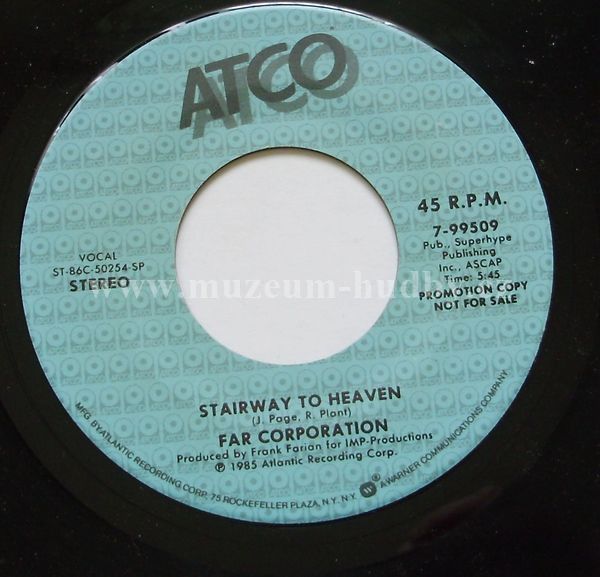 ATCO
45 R.P.M.
7-99509
Pub., Superhype
Publishing
Inc., ASCAP
Time: 5:45
PROMOTION COPY
NOT FOR SALE
VOCAL
ST-86C-50254-SP
STEREO
www.muzeum-hudb
STAIRWAY TO HEAVEN
(J. Page, R. Plant)
FAR CORPORATION
Produced by Frank Farian for IMP-Productions
℗ 1985 Atlantic Recording Corp.
MFG. BY ATLANTIC RECORDING CORP. 75 ROCKEFELLER PLAZA, N.Y., N.Y. ® A WARNER COMMUNICATIONS COMPANY